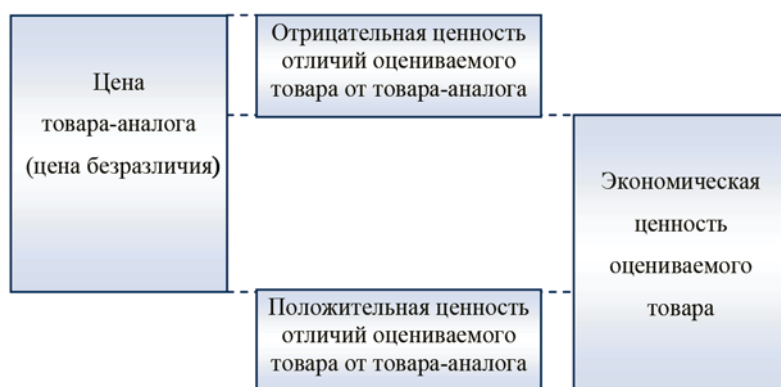 Цена
товара-аналога
(цена безразличия)
Отрицательная ценность
отличий оцениваемого
товара от товара-аналога
Положительная ценность
отличий оцениваемого
товара от товара-аналога
Экономическая
ценность
оцениваемого
товара